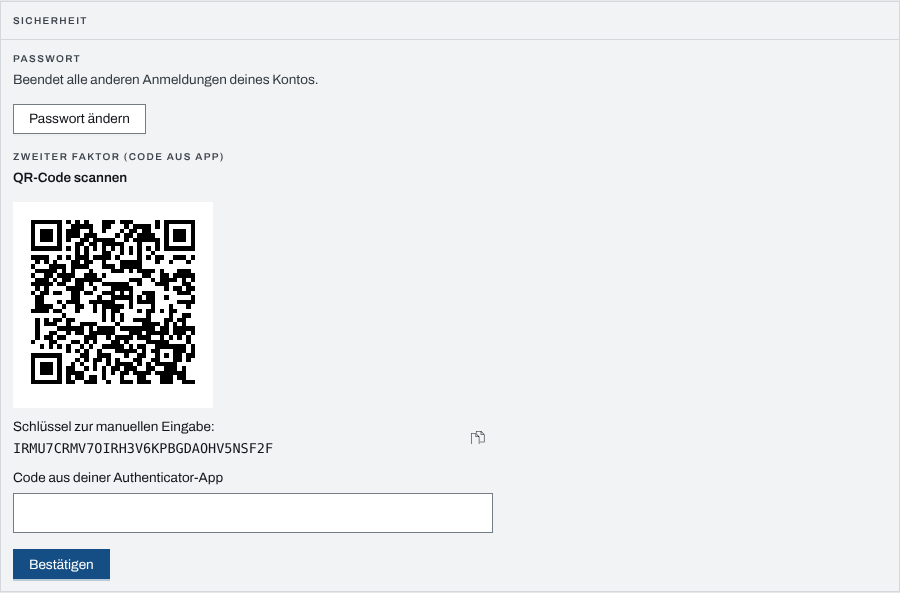 SICHERHEIT
PASSWORT
Beendet alle anderen Anmeldungen deines Kontos.
Passwort ändern
ZWEITER FAKTOR (CODE AUS APP)
QR-Code scannen
Schlüssel zur manuellen Eingabe:
IRMU7CRMV7OIRH3V6KPBGDAOHV5NSF2F
Code aus deiner Authenticator-App
Bestätigen